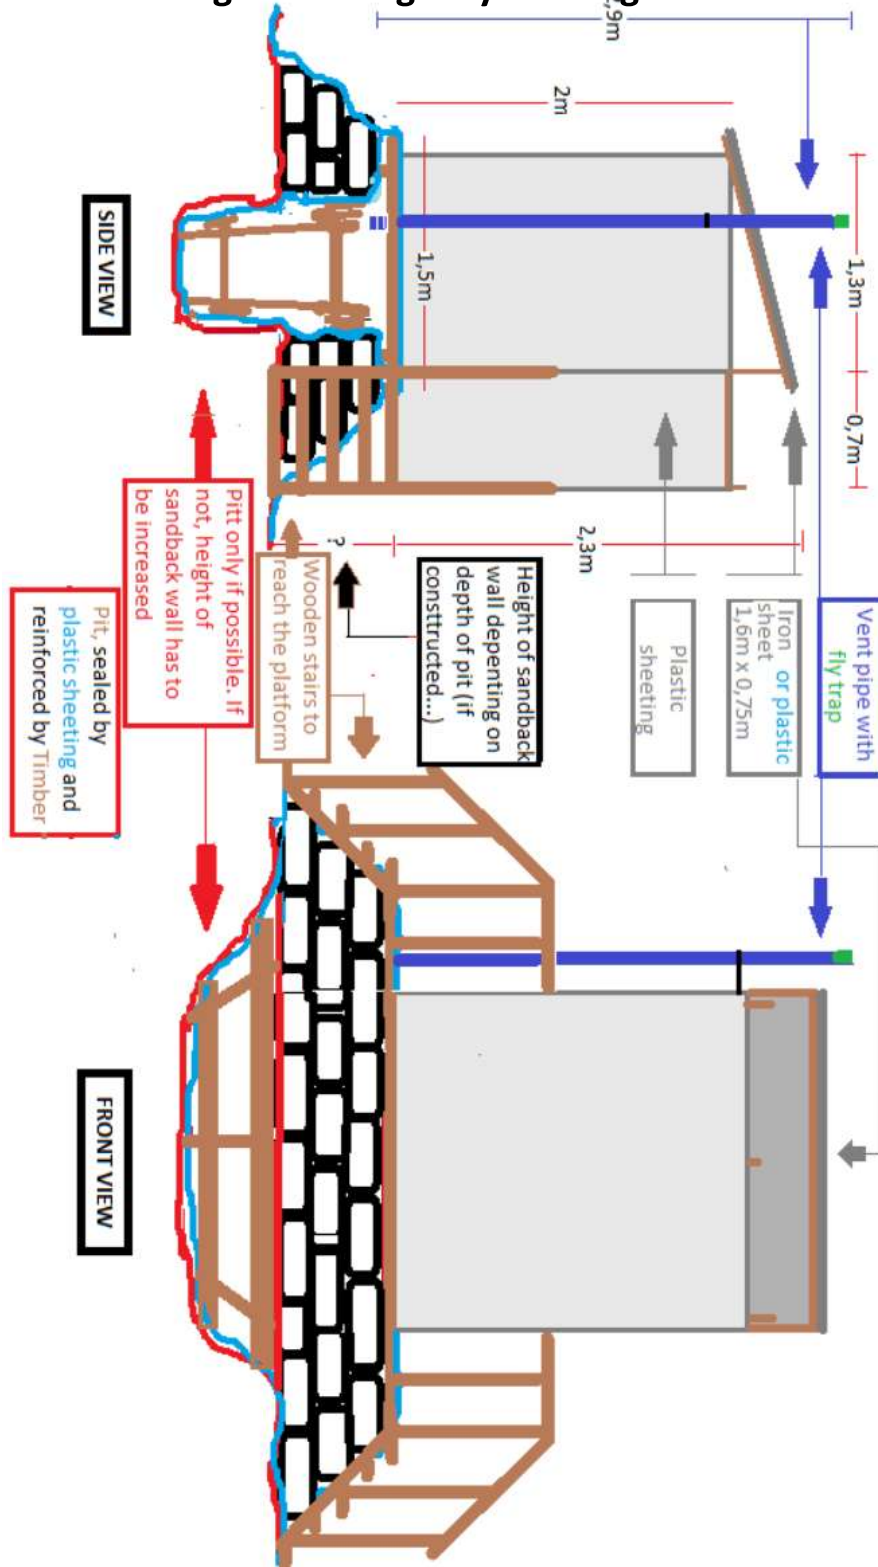 ,9m
2m
1,3m
0,7m
1,5m
2,3m
?
SIDE VIEW
Vent pipe with
fly trap
Iron or plastic
sheet
1,6m x 0,75m
Plastic
sheeting
Height of sandback
wall depenting on
depth of pit (if
consttructed...)
Wooden stairs to
reach the platform
Pitt only if possible. If
not, height of
sandback wall has to
be increased
Pit, sealed by
plastic sheeting and
reinforced by Timber
FRONT VIEW